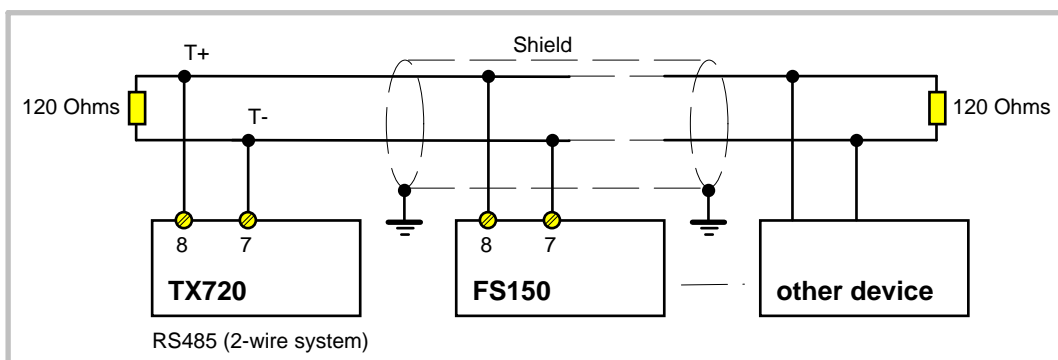 T+
Shield
120 Ohms
120 Ohms
T-
8
7
8
7
TX720
FS150
other device
RS485 (2-wire system)